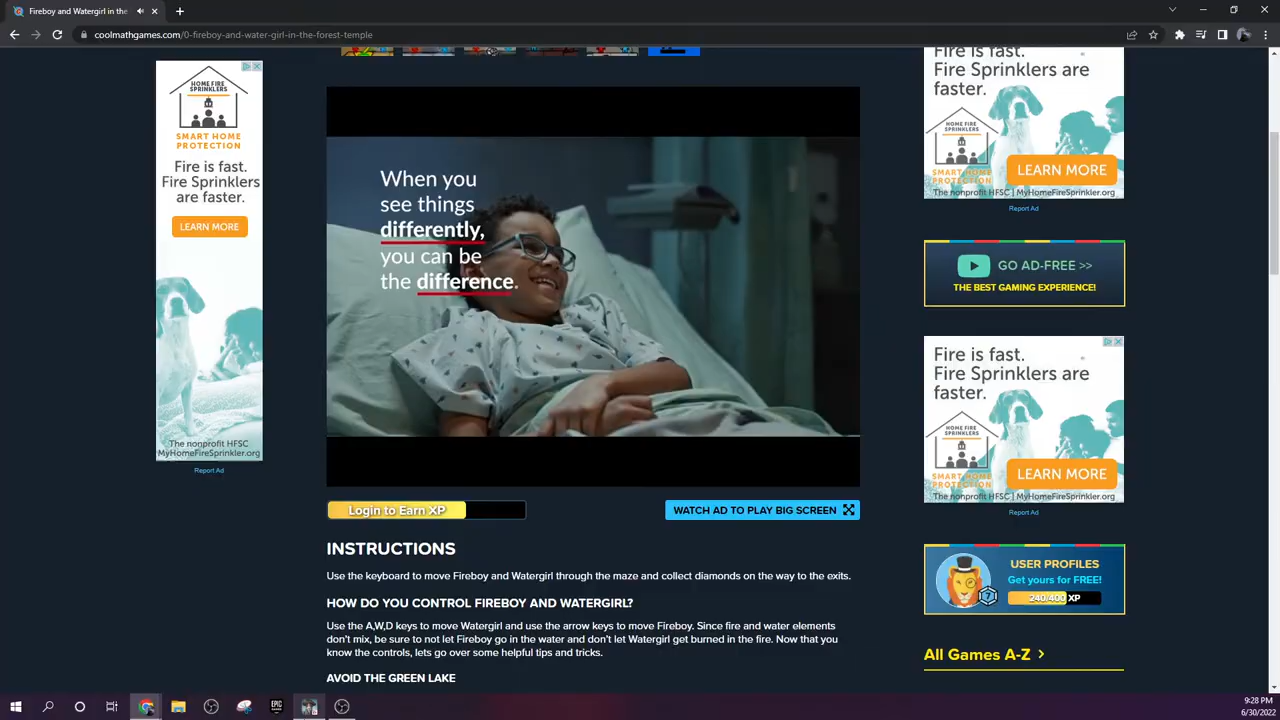 Fireboy and Watergirl in the
coolmathgames.com/0-fireboy-and-water-girl-in-the-forest-temple
HOME FIRE
SPRINKLERS
SMART HOME
PROTECTION
Fire is fast.
Fire Sprinklers
are faster.
LEARN MORE
The nonprofit HFSC
MyHomeFireSprinkler.org
Report Ad
When you
see things
differently,
you can be
the difference.
Login to Earn XP
WATCH AD TO PLAY BIG SCREEN
INSTRUCTIONS
Use the keyboard to move Fireboy and Watergirl through the maze and collect diamonds on the way to the exits.
HOW DO YOU CONTROL FIREBOY AND WATERGIRL?
Use the A,W,D keys to move Watergirl and use the arrow keys to move Fireboy. Since fire and water elements
don't mix, be sure to not let Fireboy go in the water and don't let Watergirl get burned in the fire. Now that you
know the controls, lets go over some helpful tips and tricks.
AVOID THE GREEN LAKE
Fire is fast.
Fire Sprinklers are
faster.
HOME FIRE
SPRINKLERS
SMART HOME
PROTECTION
LEARN MORE
The nonprofit HFSC | MyHomeFireSprinkler.org
Report Ad
GO AD-FREE >>
THE BEST GAMING EXPERIENCE!
Fire is fast.
Fire Sprinklers are
faster.
HOME FIRE
SPRINKLERS
SMART HOME
PROTECTION
LEARN MORE
The nonprofit HFSC | MyHomeFireSprinkler.org
Report Ad
USER PROFILES
Get yours for FREE!
240/400 XP
?
All Games A-Z >
EPIC
GAMES
9:28 PM
6/30/2022